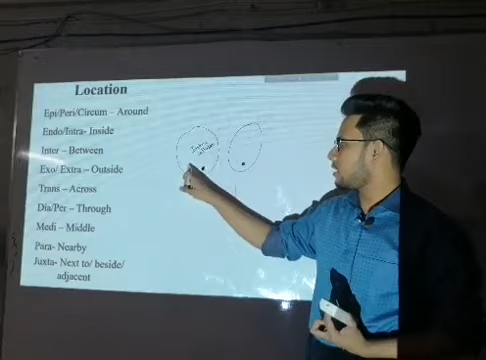 Location
Epi/Peri/Circum – Around
Endo/Intra- Inside
Inter – Between
Exo/ Extra – Outside
Trans – Across
Dia/Per – Through
Medi – Middle
Para- Nearby
Juxta- Next to/ beside/
adjacent